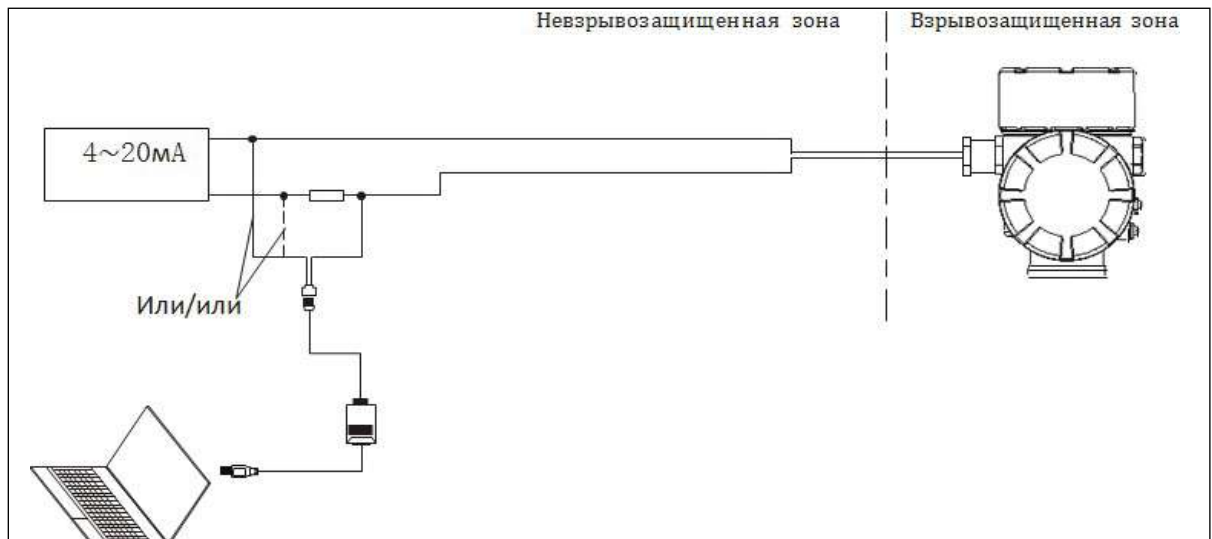 Невзрывозащищенная зона
Взрывозащищенная зона
4~20мА
Или/или